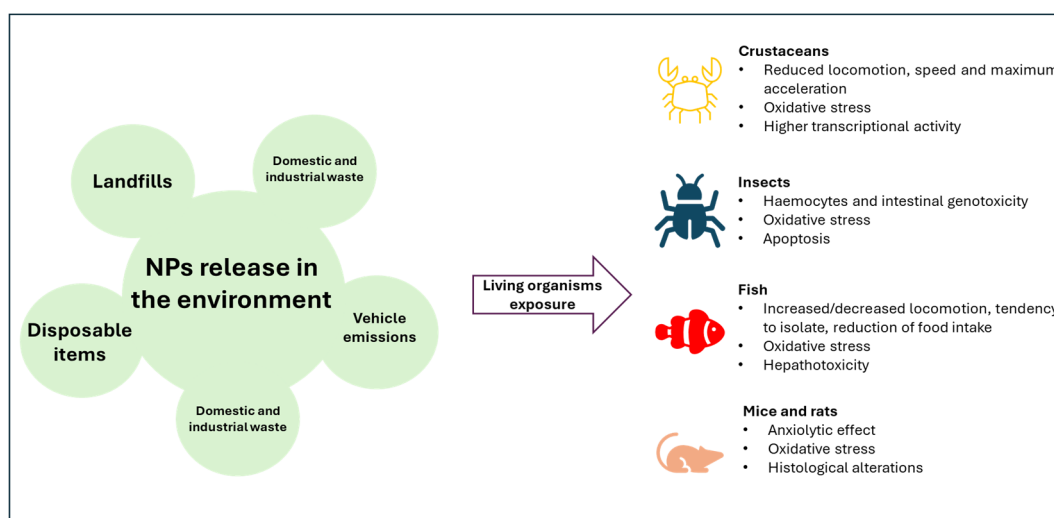 Landfills
Domestic and
industrial waste
NPs release in
the environment
Disposable
items
Vehicle
emissions
Domestic and
industrial waste
Living organisms
exposure
Crustaceans
• Reduced locomotion, speed and maximum
acceleration
• Oxidative stress
• Higher transcriptional activity
Insects
• Haemocytes and intestinal genotoxicity
• Oxidative stress
• Apoptosis
Fish
• Increased/decreased locomotion, tendency
to isolate, reduction of food intake
• Oxidative stress
• Hepathotoxicity
Mice and rats
• Anxiolytic effect
• Oxidative stress
• Histological alterations